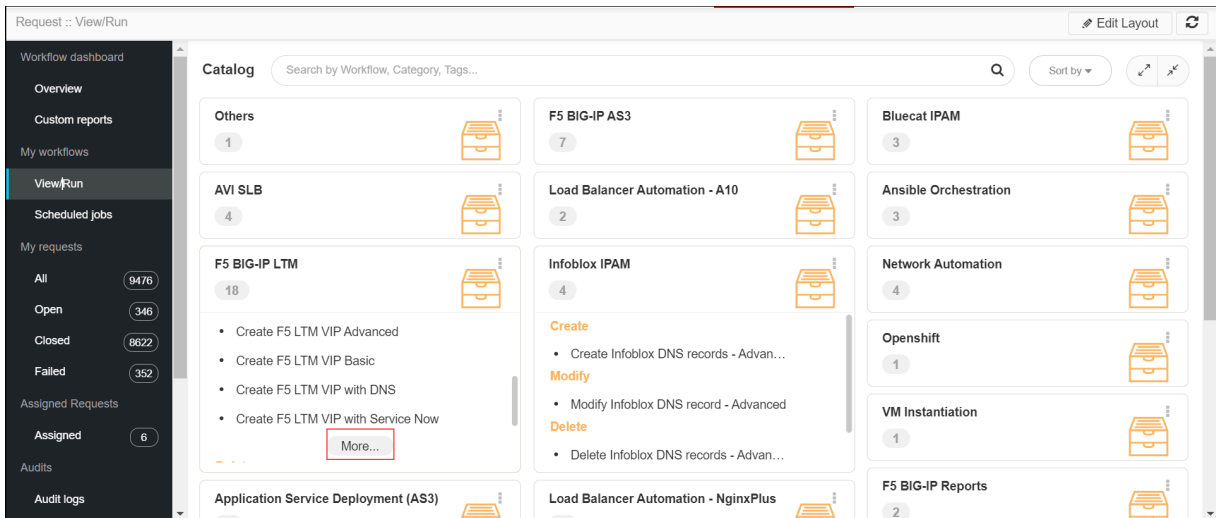 Request :: View/Run
Edit Layout
Workflow dashboard
Overview
Custom reports
My workflows
View/Run
Scheduled jobs
My requests
All 9476
Open 346
Closed 8622
Failed 352
Assigned Requests
Assigned 6
Audits
Audit logs
Catalog
Search by Workflow, Category, Tags...
Sort by
Others
1
F5 BIG-IP AS3
7
Bluecat IPAM
3
AVI SLB
4
Load Balancer Automation - A10
2
Ansible Orchestration
3
F5 BIG-IP LTM
18
• Create F5 LTM VIP Advanced
• Create F5 LTM VIP Basic
• Create F5 LTM VIP with DNS
• Create F5 LTM VIP with Service Now
More...
Infoblox IPAM
4
Create
• Create Infoblox DNS records - Advan...
Modify
• Modify Infoblox DNS record - Advanced
Delete
• Delete Infoblox DNS records - Advan...
Network Automation
4
Openshift
1
VM Instantiation
1
Application Service Deployment (AS3)
Load Balancer Automation - NginxPlus
F5 BIG-IP Reports
2